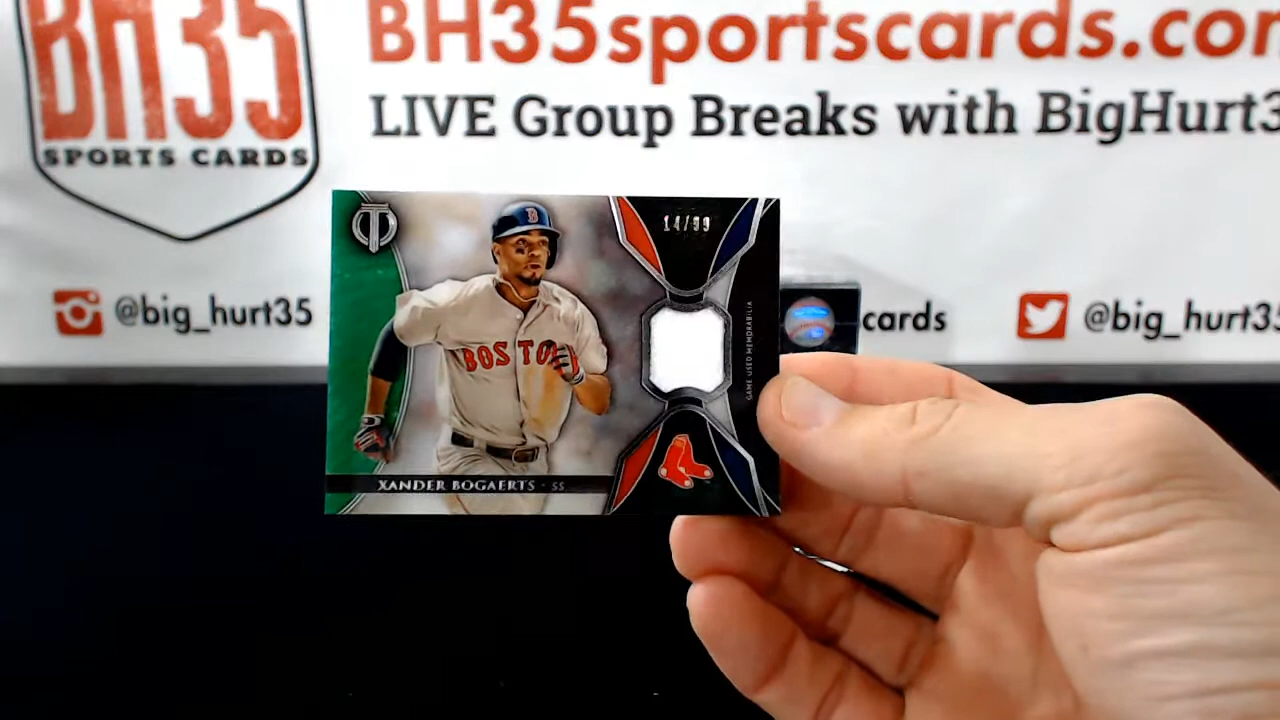 BH35
SPORTS CARDS
BH35sportscards.com
LIVE Group Breaks with BigHurt3
@big_hurt35
cards
@big_hurt35
14/99
GAME USED MEMORABILIA
B
BOSTON
XANDER BOGAERTS · SS